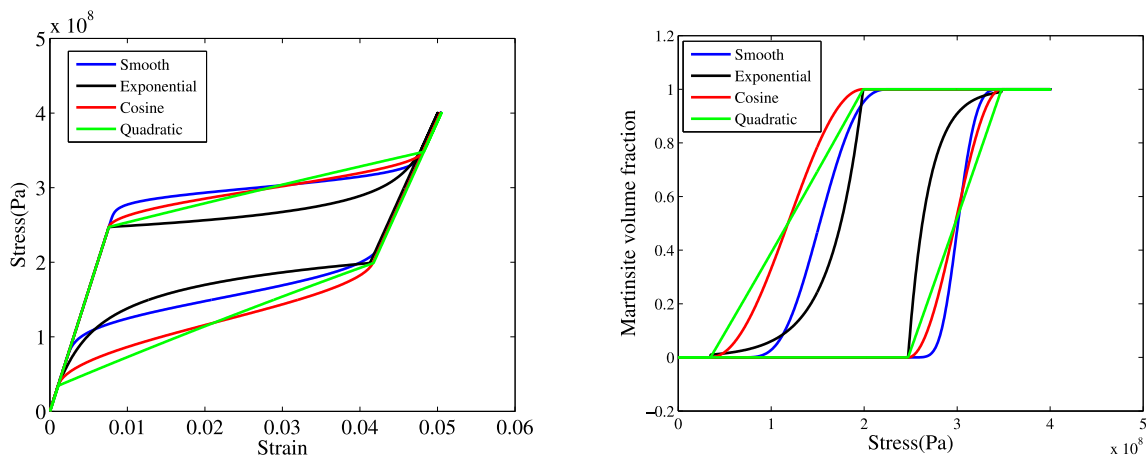 x 10^8
5
4
3
2
1
0
Stress(Pa)
Smooth
Exponential
Cosine
Quadratic
0 0.01 0.02 0.03 0.04 0.05 0.06
Strain
1.2
1
0.8
0.6
0.4
0.2
0
−0.2
Martinsite volume fraction
Smooth
Exponential
Cosine
Quadratic
0 1 2 3 4 5
Stress(Pa)
x 10^8